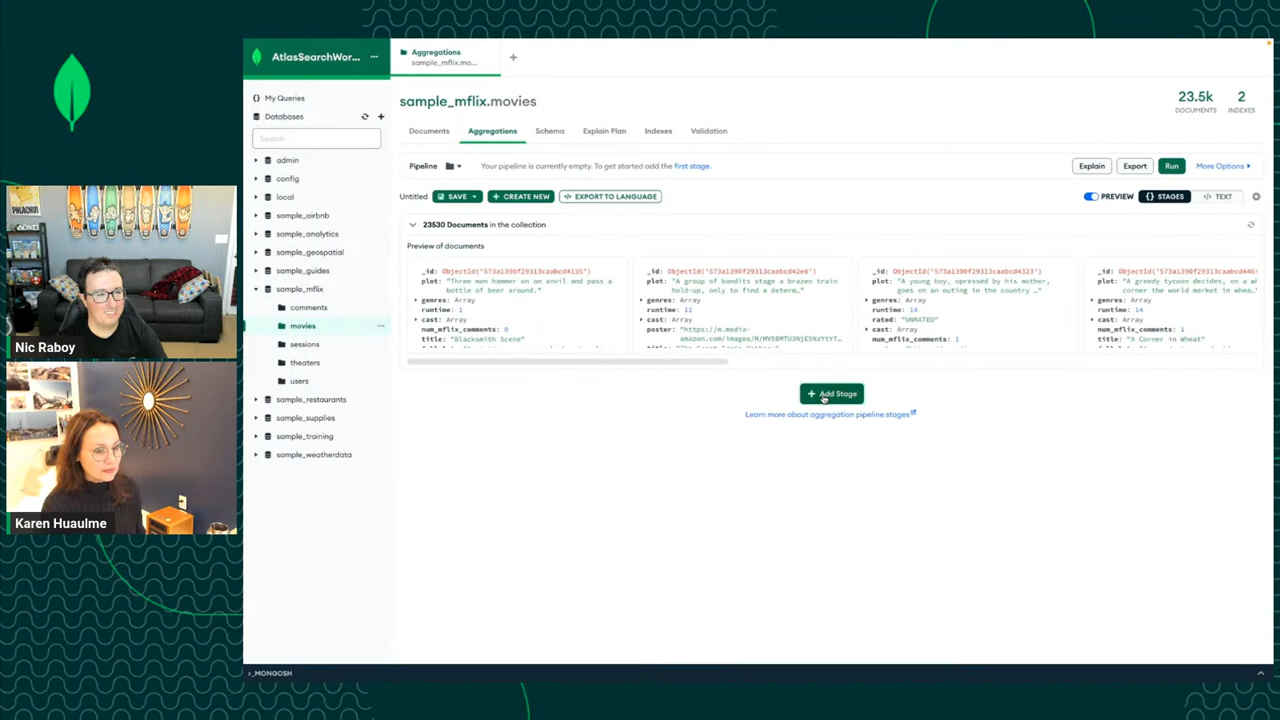 AtlasSearchWor...
Aggregations
sample_mflix.mo...
My Queries
Databases
Search
admin
config
local
sample_airbnb
sample_analytics
sample_geospatial
sample_guides
sample_mflix
comments
movies
sessions
theaters
users
sample_restaurants
sample_supplies
sample_training
sample_weatherdata
sample_mflix.movies
23.5k
DOCUMENTS
2
INDEXES
Documents
Aggregations
Schema
Explain Plan
Indexes
Validation
Pipeline
Your pipeline is currently empty. To get started add the first stage.
Explain
Export
Run
More Options
Untitled
SAVE
+ CREATE NEW
EXPORT TO LANGUAGE
PREVIEW
{} STAGES
</> TEXT
23530 Documents in the collection
Preview of documents
_id: ObjectId('573a1390f29313caabcd4135')
plot: "Three men hammer on an anvil and pass a
bottle of beer around."
genres: Array
runtime: 1
cast: Array
num_mflix_comments: 0
title: "Blacksmith Scene"
_id: ObjectId('573a1390f29313caabcd42e8')
plot: "A group of bandits stage a brazen train
hold-up, only to find a determ…"
genres: Array
runtime: 11
cast: Array
poster: "https://m.media-
_id: ObjectId('573a1390f29313caabcd4323')
plot: "A young boy, opressed by his mother,
goes on an outing in the country …"
genres: Array
runtime: 14
rated: "UNRATED"
cast: Array
num_mflix_comments: 1
_id: ObjectId('573a1390f29313caabcd446
plot: "A greedy tycoon decides, on a w
corner the world market in whea…"
genres: Array
runtime: 14
cast: Array
num_mflix_comments: 1
title: "A Corner in Wheat"
+ Add Stage
Learn more about aggregation pipeline stages
>_MONGOSH
Nic Raboy
Karen Huaulme